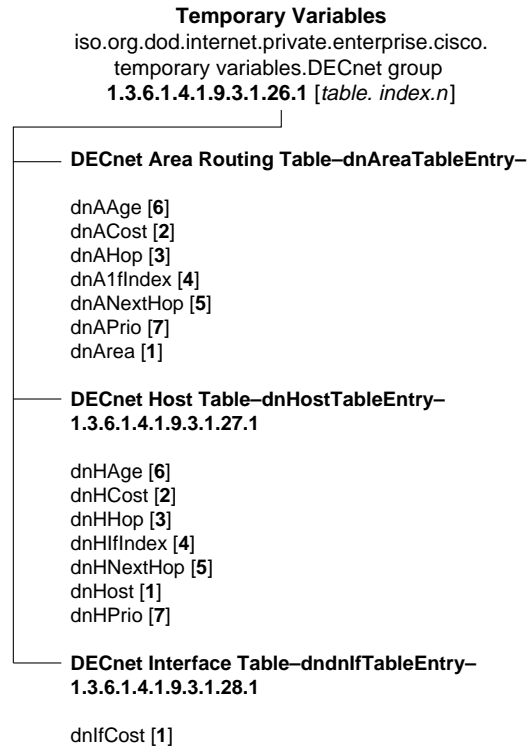 Temporary Variables
iso.org.dod.internet.private.enterprise.cisco.
temporary variables.DECnet group
1.3.6.1.4.1.9.3.1.26.1 [table. index.n]
DECnet Area Routing Table–dnAreaTableEntry–
dnAAge [6]
dnACost [2]
dnAHop [3]
dnA1fIndex [4]
dnANextHop [5]
dnAPrio [7]
dnArea [1]
DECnet Host Table–dnHostTableEntry–
1.3.6.1.4.1.9.3.1.27.1
dnHAge [6]
dnHCost [2]
dnHHop [3]
dnHIfIndex [4]
dnHNextHop [5]
dnHost [1]
dnHPrio [7]
DECnet Interface Table–dndnIfTableEntry–
1.3.6.1.4.1.9.3.1.28.1
dnIfCost [1]